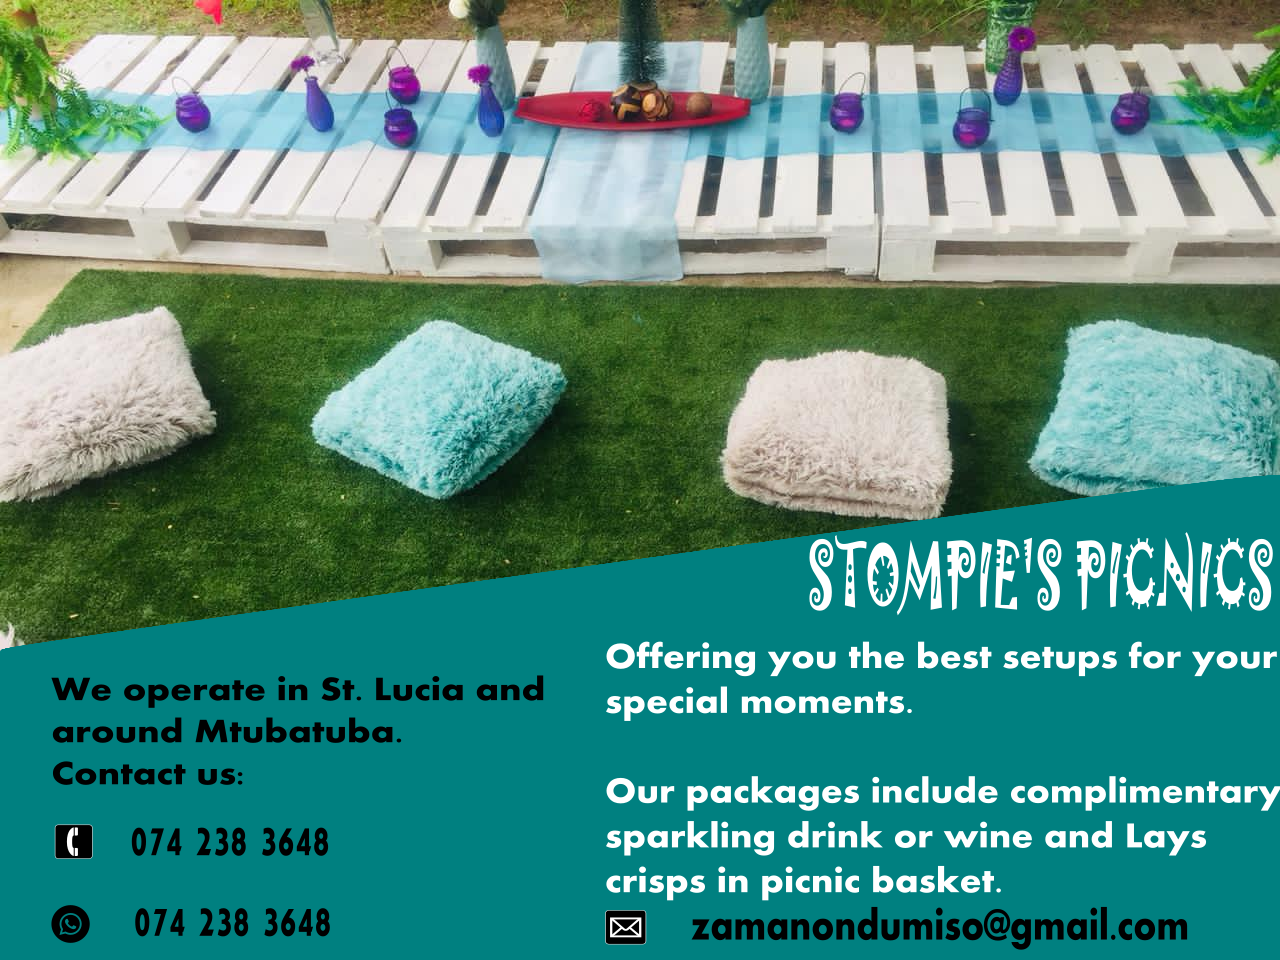 STOMPIE'S PICNICS
Offering you the best setups for your
special moments.
Our packages include complimentary
sparkling drink or wine and Lays
crisps in picnic basket.
zamanondumiso@gmail.com
We operate in St. Lucia and
around Mtubatuba.
Contact us:
074 238 3648
074 238 3648